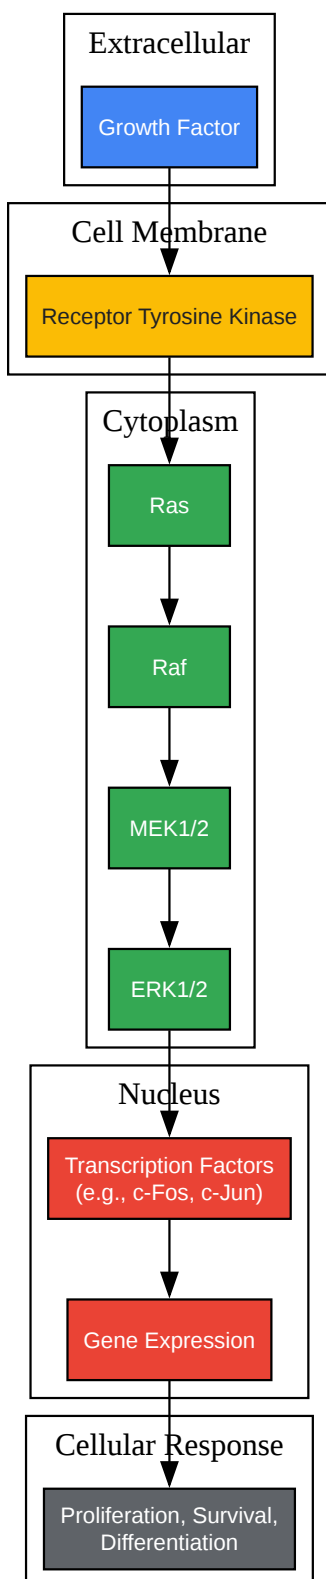 Extracellular
Growth Factor
Cell Membrane
Receptor Tyrosine Kinase
Cytoplasm
Ras
Raf
MEK1/2
ERK1/2
Nucleus
Transcription Factors
(e.g., c-Fos, c-Jun)
Gene Expression
Cellular Response
Proliferation, Survival,
Differentiation